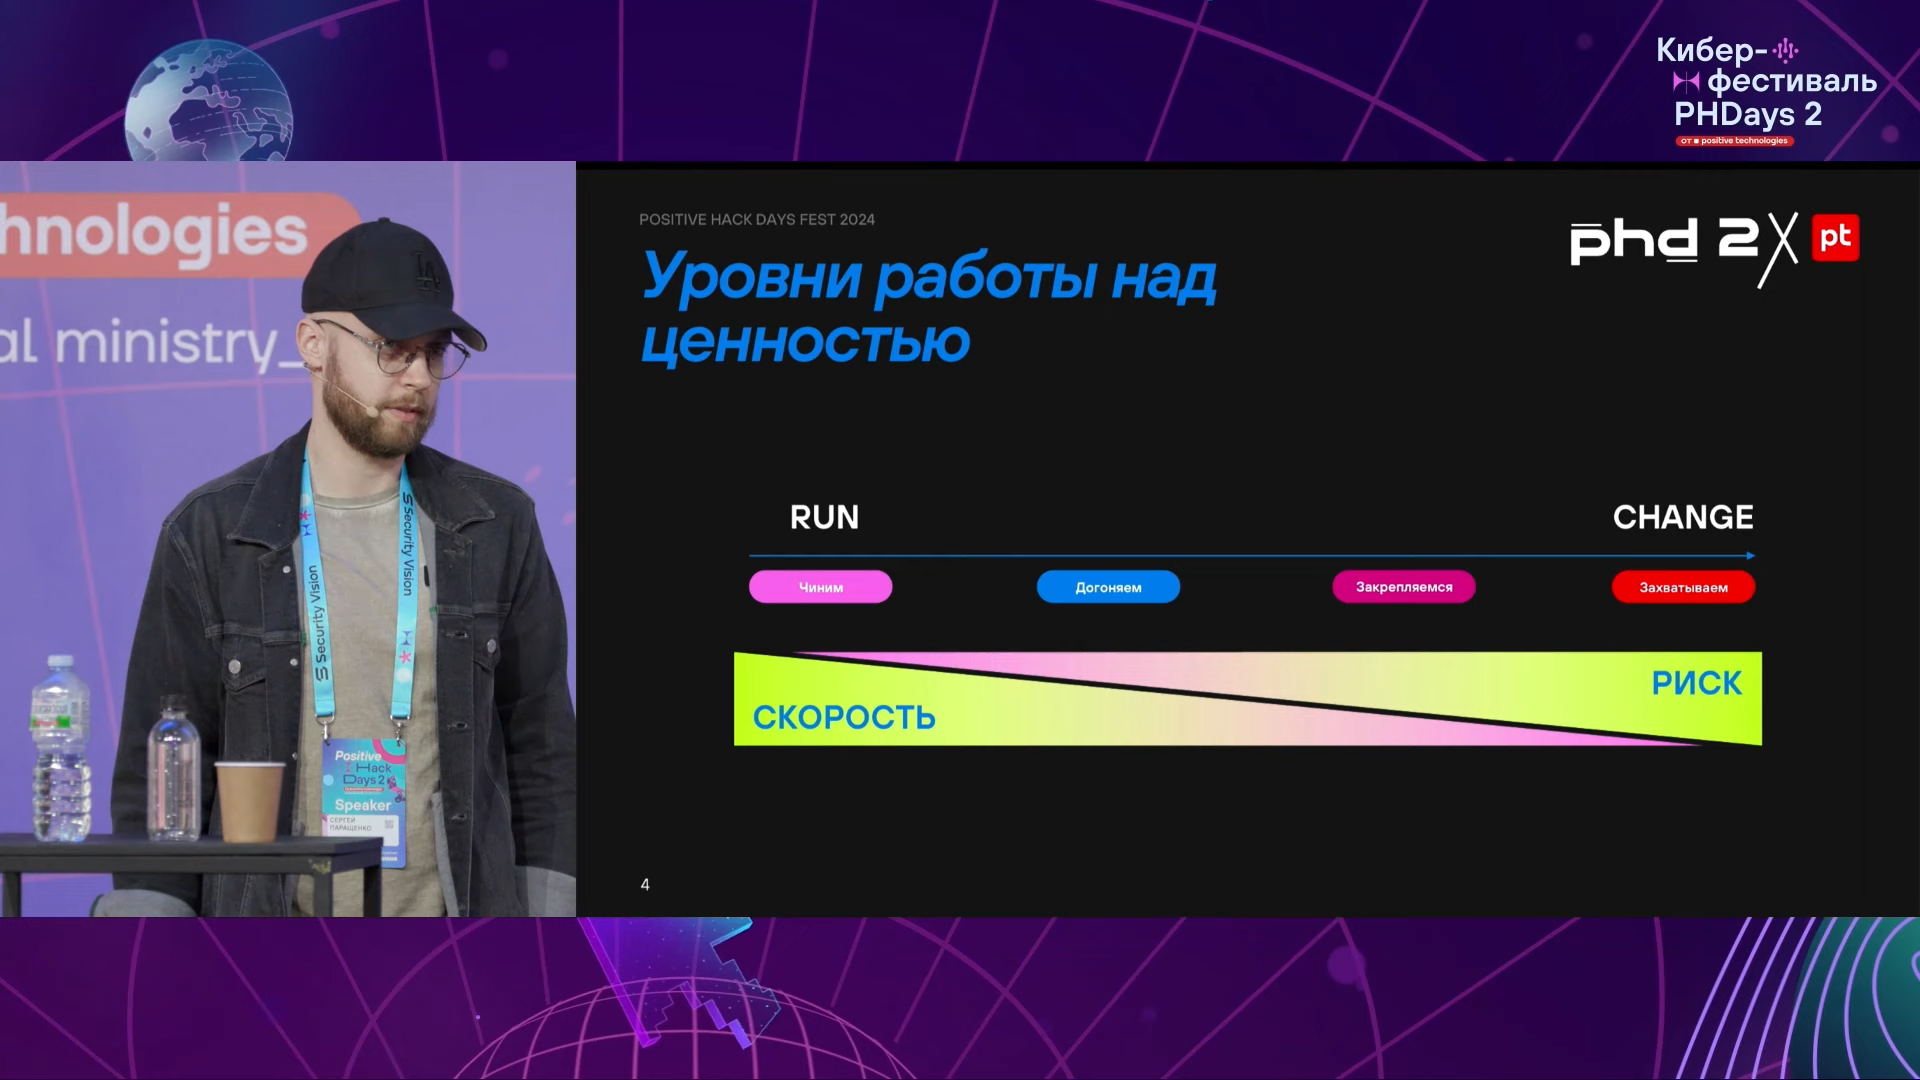 Кибер-
фестиваль
PHDays 2
от positive technologies
hnologies
al ministry_
Security Vision
Security Vision
Positive
Hack
Days 2
Speaker
СЕРГЕЙ
ПАРАЩЕНКО
POSITIVE HACK DAYS FEST 2024
phd 2
pt
Уровни работы над
ценностью
RUN
CHANGE
Чиним
Догоняем
Закрепляемся
Захватываем
СКОРОСТЬ
РИСК
4